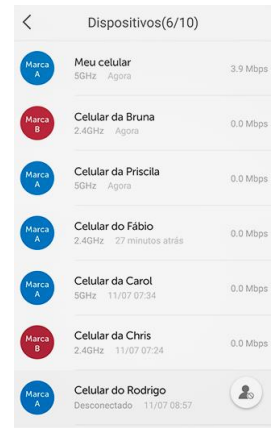 Dispositivos(6/10)
Marca A
Meu celular
3.9 Mbps
5GHz Agora
Marca B
Celular da Bruna
0.0 Mbps
2.4GHz Agora
Marca A
Celular da Priscila
0.0 Mbps
5GHz Agora
Marca A
Celular do Fábio
0.0 Mbps
2.4GHz 27 minutos atrás
Marca A
Celular da Carol
0.0 Mbps
5GHz 11/07 07:34
Marca B
Celular da Chris
0.0 Mbps
2.4GHz 11/07 07:24
Marca A
Celular do Rodrigo
Desconectado 11/07 08:57